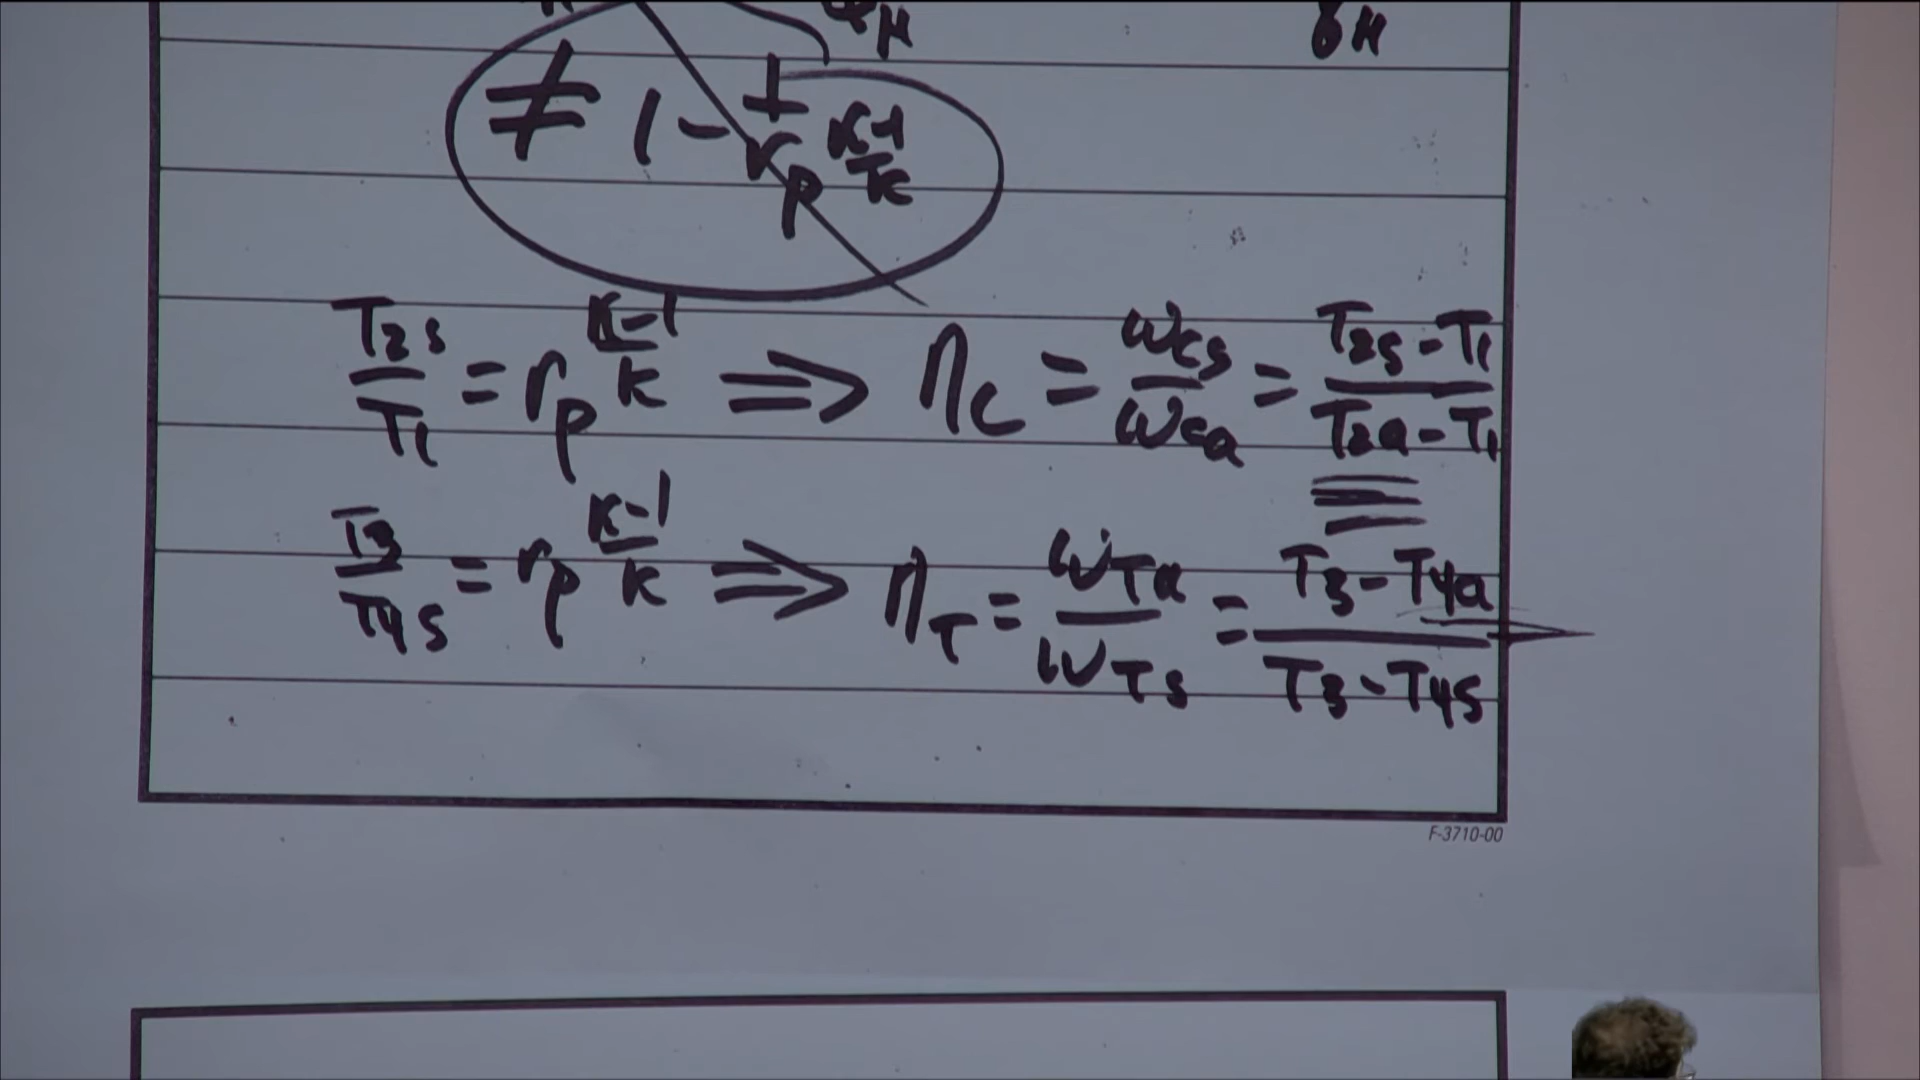 H q H
≠ 1 - 1/r_p^((k-1)/k)
T2s/T1 = r_p^((k-1)/k) ⇒ η_c = w_cs/w_ca = (T2s - T1)/(T2a - T1)
T3/T4s = r_p^((k-1)/k) ⇒ η_T = w_Ta/w_Ts = (T3 - T4a)/(T3 - T4s)
F-3710-00